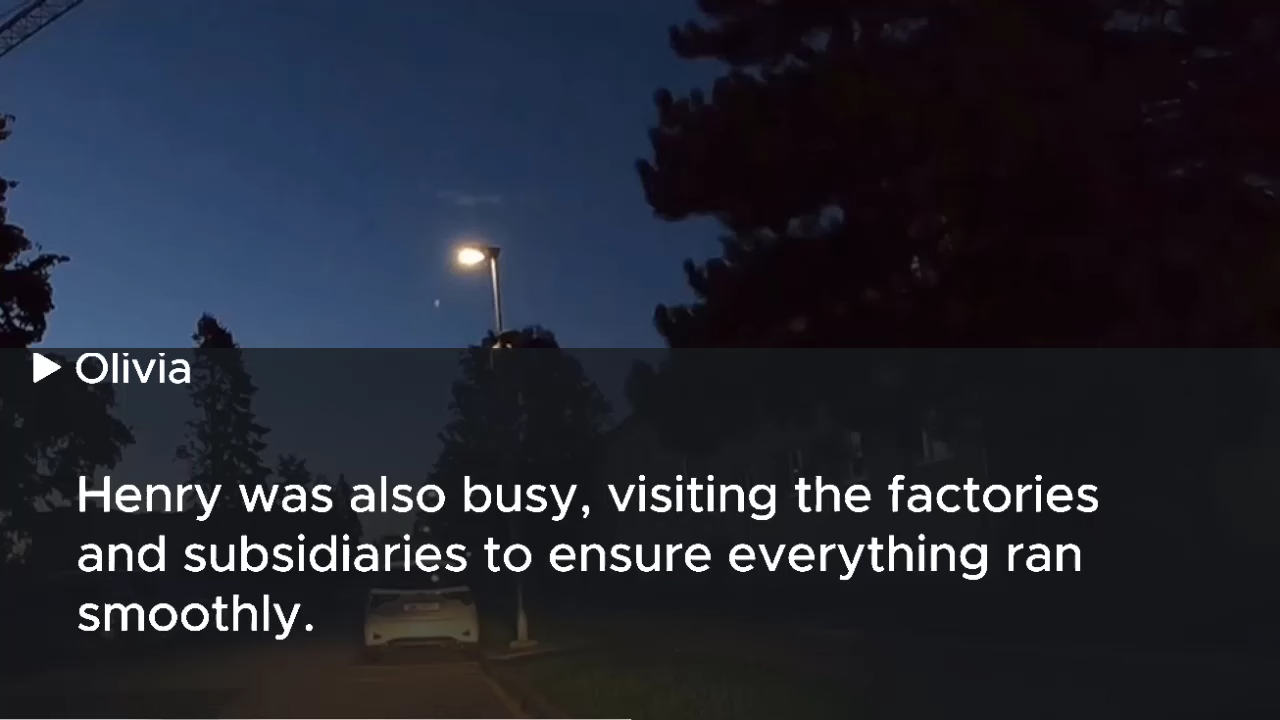 Olivia
Henry was also busy, visiting the factories
and subsidiaries to ensure everything ran
smoothly.